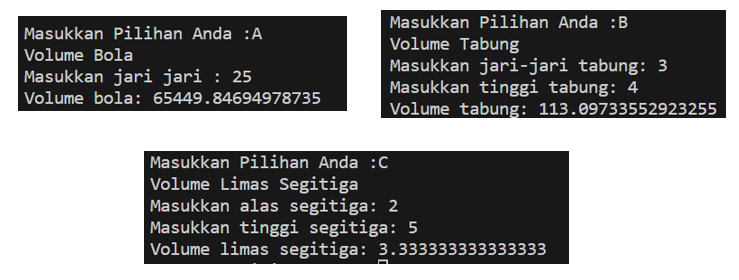 Masukkan Pilihan Anda :A
Volume Bola
Masukkan jari jari : 25
Volume bola: 65449.84694978735
Masukkan Pilihan Anda :B
Volume Tabung
Masukkan jari-jari tabung: 3
Masukkan tinggi tabung: 4
Volume tabung: 113.09733552923255
Masukkan Pilihan Anda :C
Volume Limas Segitiga
Masukkan alas segitiga: 2
Masukkan tinggi segitiga: 5
Volume limas segitiga: 3.333333333333333